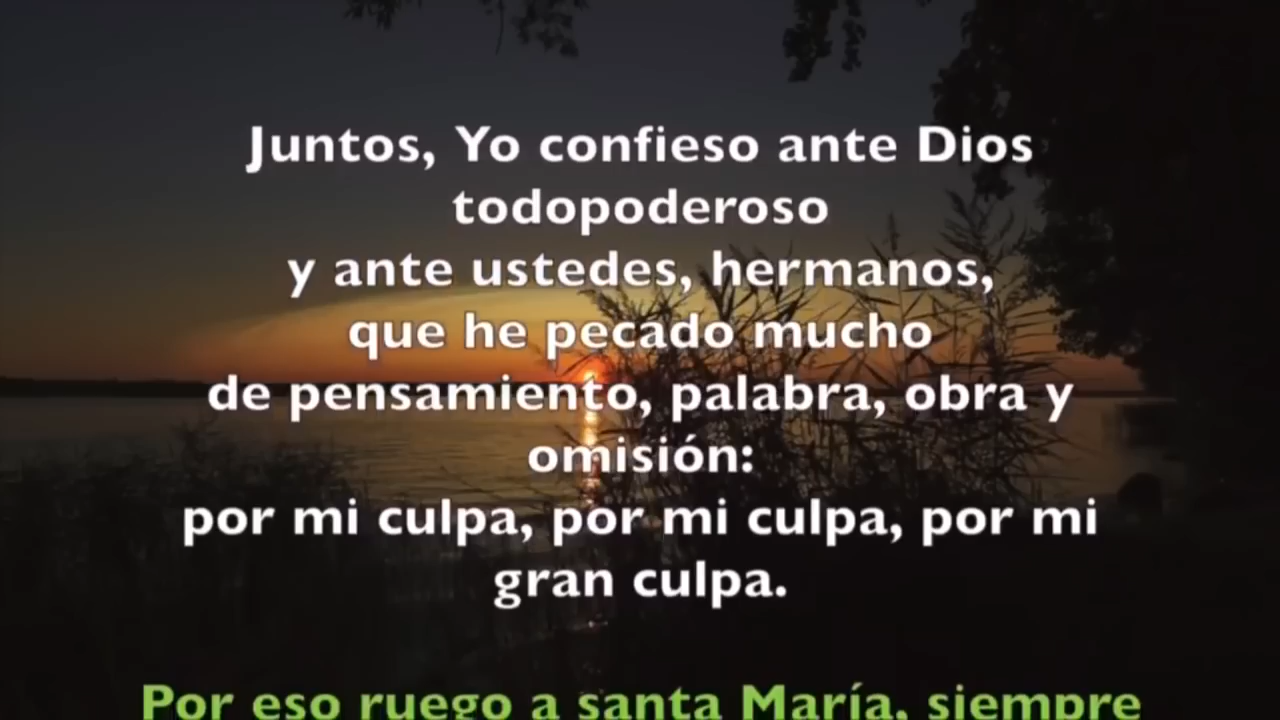 Juntos, Yo confieso ante Dios
todopoderoso
y ante ustedes, hermanos,
que he pecado mucho
de pensamiento, palabra, obra y
omisión:
por mi culpa, por mi culpa, por mi
gran culpa.
Por eso ruego a santa María, siempre